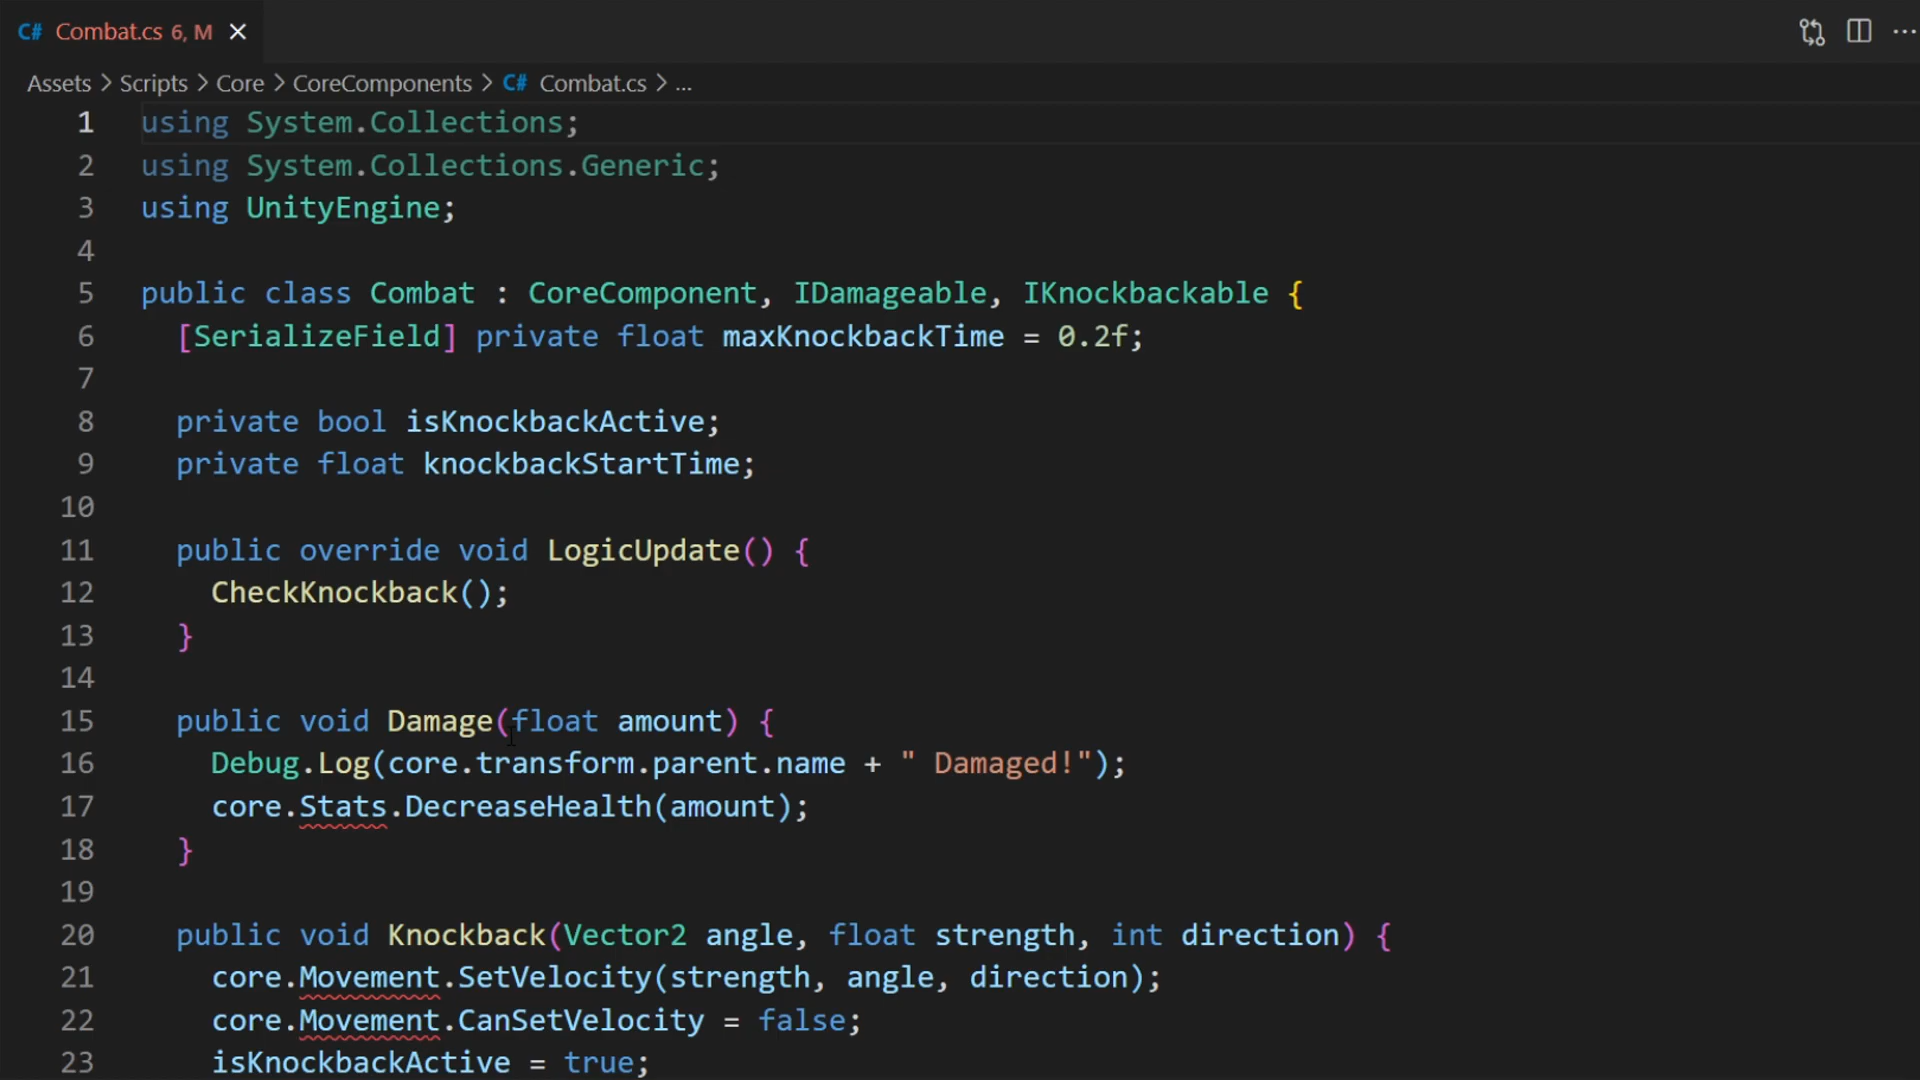 C# Combat.cs 6, M
Assets > Scripts > Core > CoreComponents > C# Combat.cs > ...
1 using System.Collections;
2 using System.Collections.Generic;
3 using UnityEngine;
4
5 public class Combat : CoreComponent, IDamageable, IKnockbackable {
6 [SerializeField] private float maxKnockbackTime = 0.2f;
7
8 private bool isKnockbackActive;
9 private float knockbackStartTime;
10
11 public override void LogicUpdate() {
12 CheckKnockback();
13 }
14
15 public void Damage(float amount) {
16 Debug.Log(core.transform.parent.name + " Damaged!");
17 core.Stats.DecreaseHealth(amount);
18 }
19
20 public void Knockback(Vector2 angle, float strength, int direction) {
21 core.Movement.SetVelocity(strength, angle, direction);
22 core.Movement.CanSetVelocity = false;
23 isKnockbackActive = true;